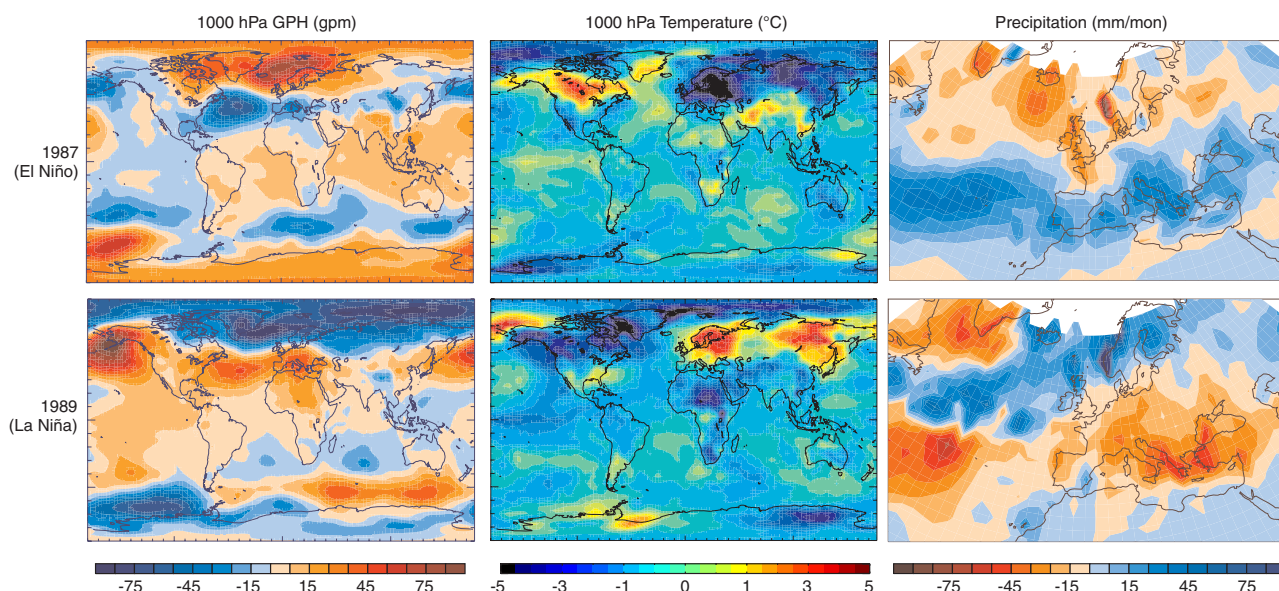 1000 hPa GPH (gpm)
1000 hPa Temperature (°C)
Precipitation (mm/mon)
1987
(El Niño)
1989
(La Niña)
-75 -45 -15 15 45 75
-5 -3 -1 0 1 3 5
-75 -45 -15 15 45 75